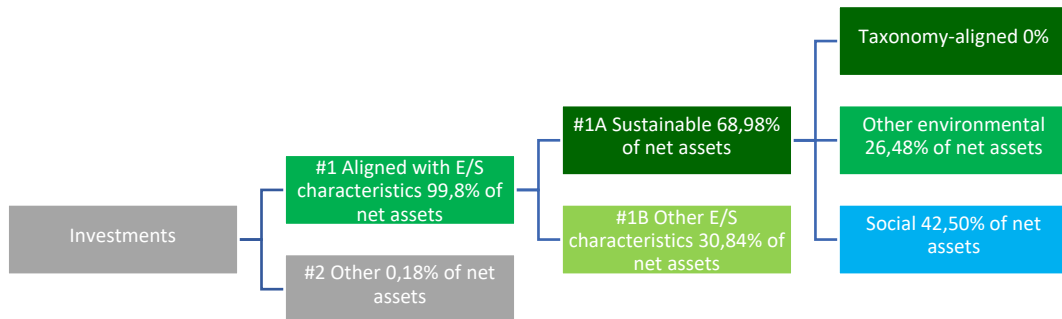 Investments
#1 Aligned with E/S
characteristics 99,8% of
net assets
#2 Other 0,18% of net
assets
#1A Sustainable 68,98%
of net assets
#1B Other E/S
characteristics 30,84% of
net assets
Taxonomy-aligned 0%
Other environmental
26,48% of net assets
Social 42,50% of net
assets